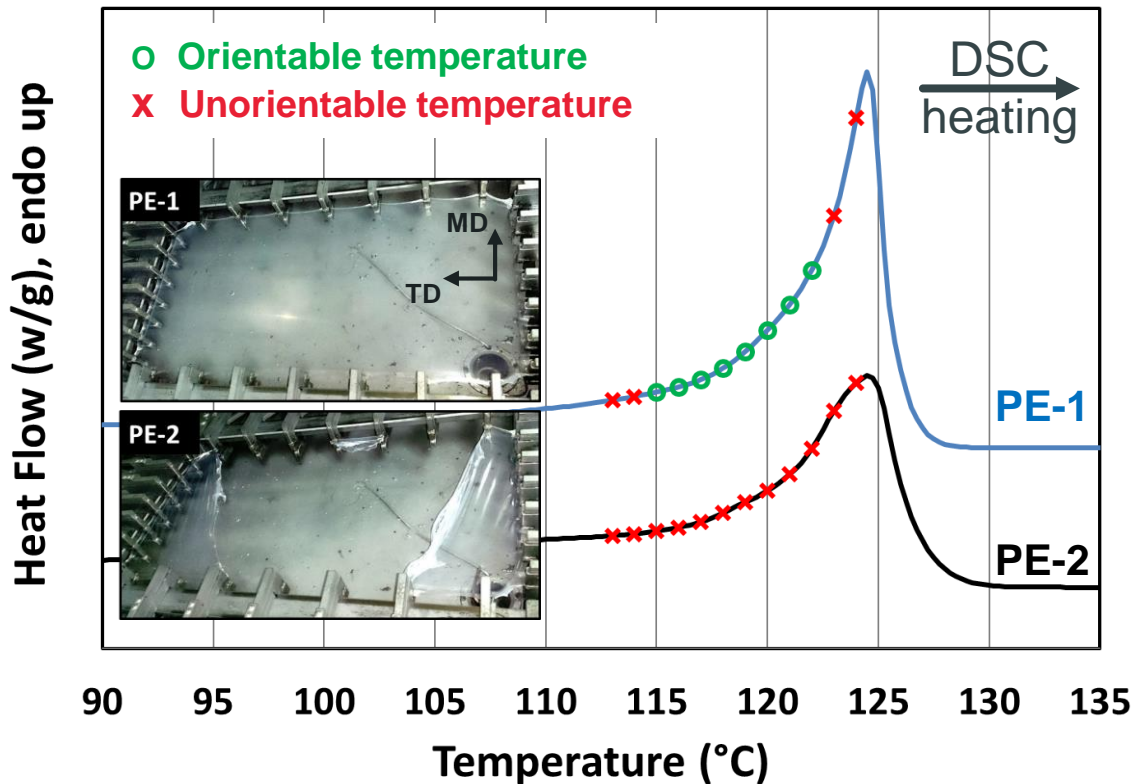 O Orientable temperature
X Unorientable temperature
DSC
heating
Heat Flow (w/g), endo up
PE-1
MD
TD
PE-2
PE-1
PE-2
90 95 100 105 110 115 120 125 130 135
Temperature (°C)